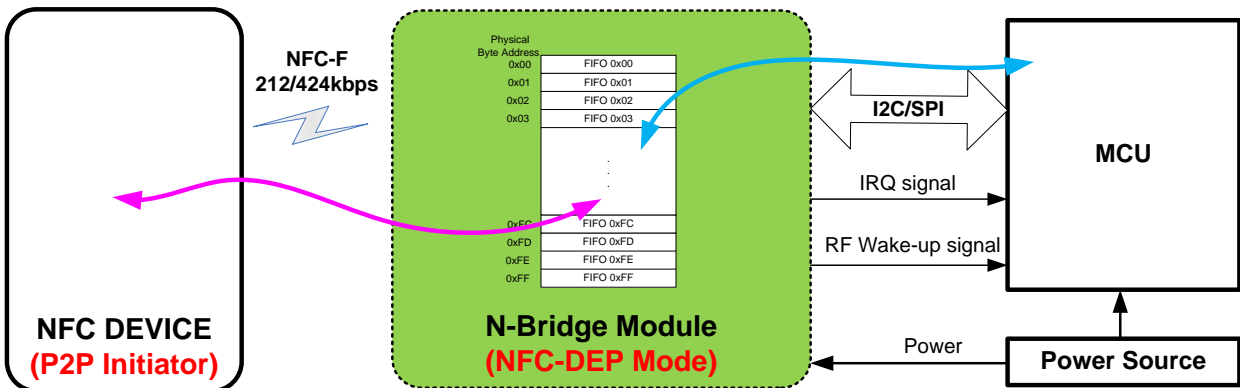 NFC-F
212/424kbps
NFC DEVICE
(P2P Initiator)
Physical
Byte Address
0x00 FIFO 0x00
0x01 FIFO 0x01
0x02 FIFO 0x02
0x03 FIFO 0x03
.
.
.
0xFC FIFO 0xFC
0xFD FIFO 0xFD
0xFE FIFO 0xFE
0xFF FIFO 0xFF
N-Bridge Module
(NFC-DEP Mode)
I2C/SPI
IRQ signal
RF Wake-up signal
Power
MCU
Power Source